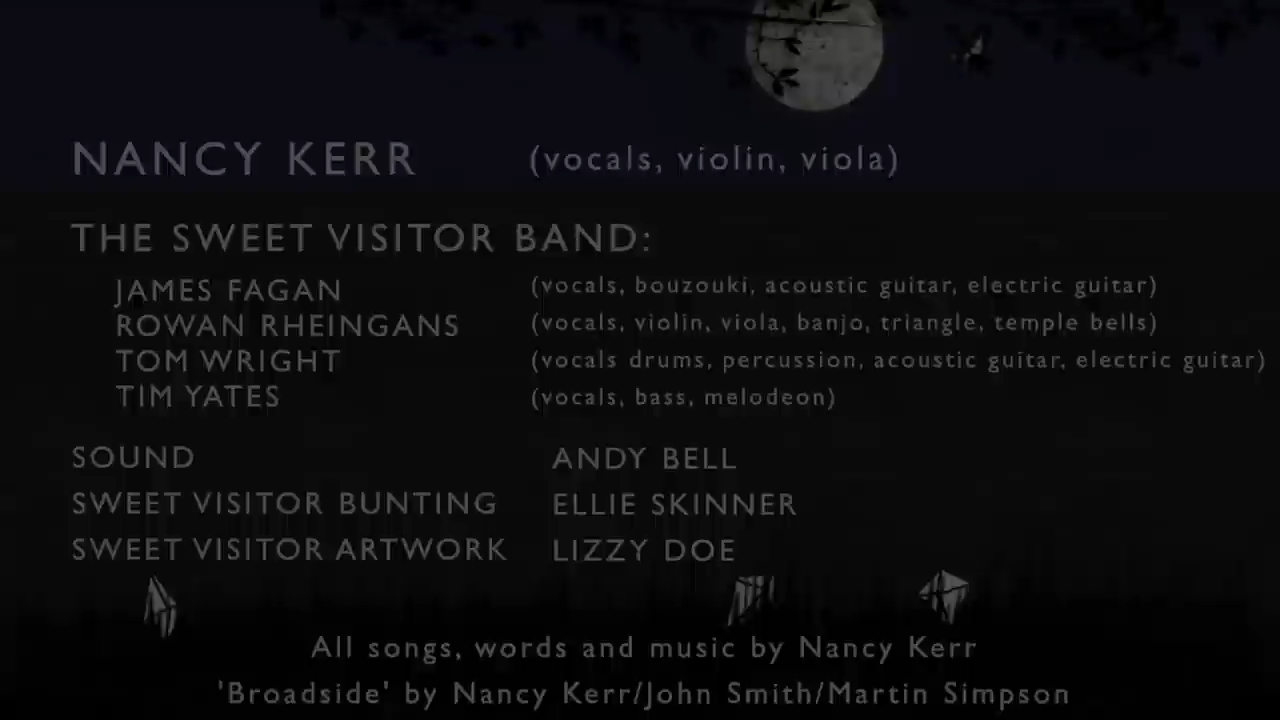 NANCY KERR (vocals, violin, viola)
THE SWEET VISITOR BAND:
JAMES FAGAN (vocals, bouzouki, acoustic guitar, electric guitar)
ROWAN RHEINGANS (vocals, violin, viola, banjo, triangle, temple bells)
TOM WRIGHT (vocals drums, percussion, acoustic guitar, electric guitar)
TIM YATES (vocals, bass, melodeon)
SOUND ANDY BELL
SWEET VISITOR BUNTING ELLIE SKINNER
SWEET VISITOR ARTWORK LIZZY DOE
All songs, words and music by Nancy Kerr
'Broadside' by Nancy Kerr/John Smith/Martin Simpson